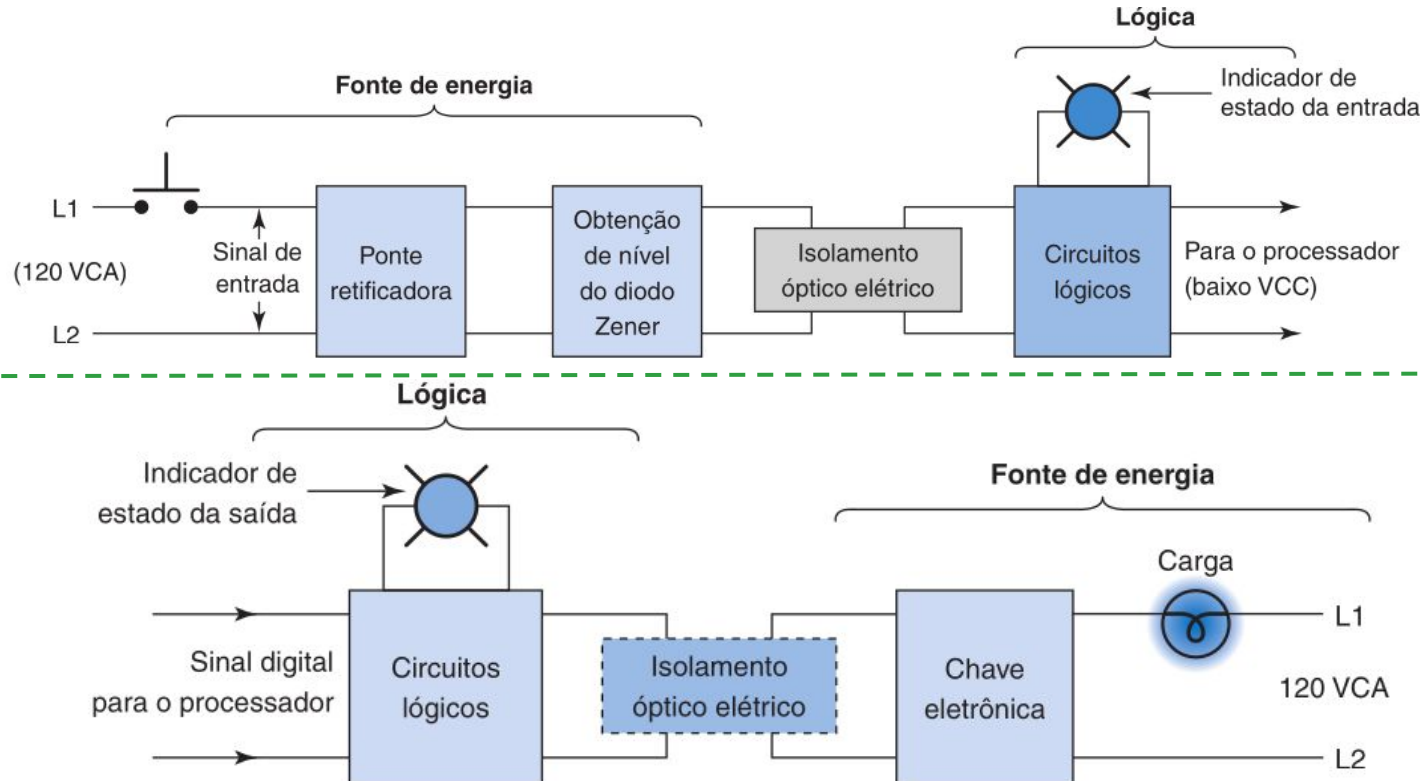 Lógica
Fonte de energia
Indicador de
estado da entrada
L1
(120 VCA)
L2
Sinal de
entrada
Ponte
retificadora
Obtenção
de nível
do diodo
Zener
Isolamento
óptico elétrico
Circuitos
lógicos
Para o processador
(baixo VCC)
Lógica
Indicador de
estado da saída
Fonte de energia
Carga
Sinal digital
para o processador
Circuitos
lógicos
Isolamento
óptico elétrico
Chave
eletrônica
L1
120 VCA
L2